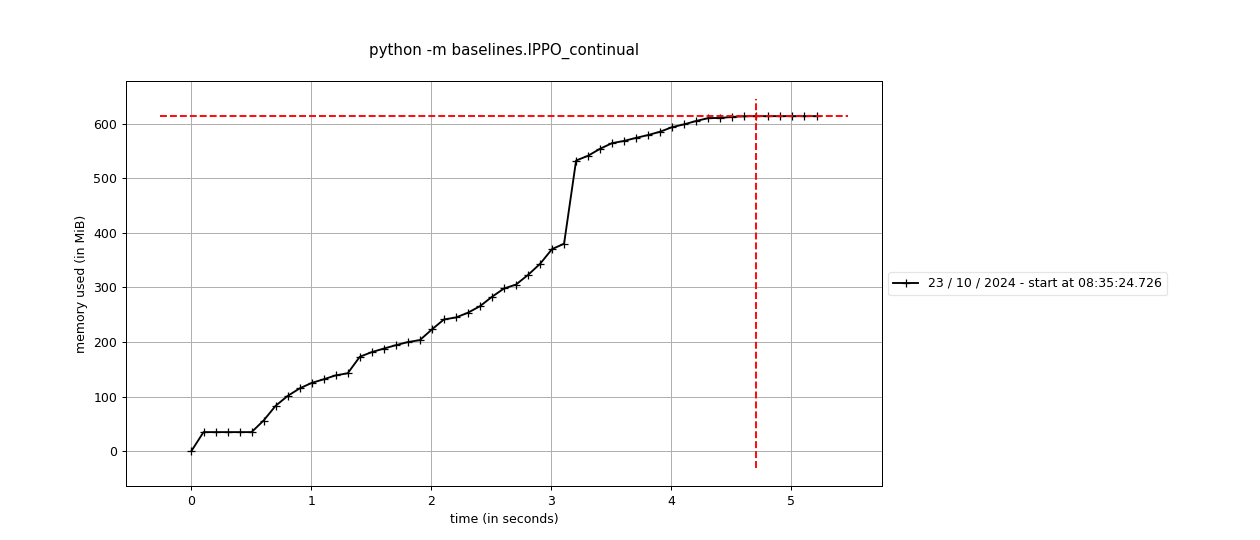 python -m baselines.IPPO_continual
memory used (in MiB)
600
500
400
300
200
100
0
0 1 2 3 4 5
time (in seconds)
23 / 10 / 2024 - start at 08:35:24.726